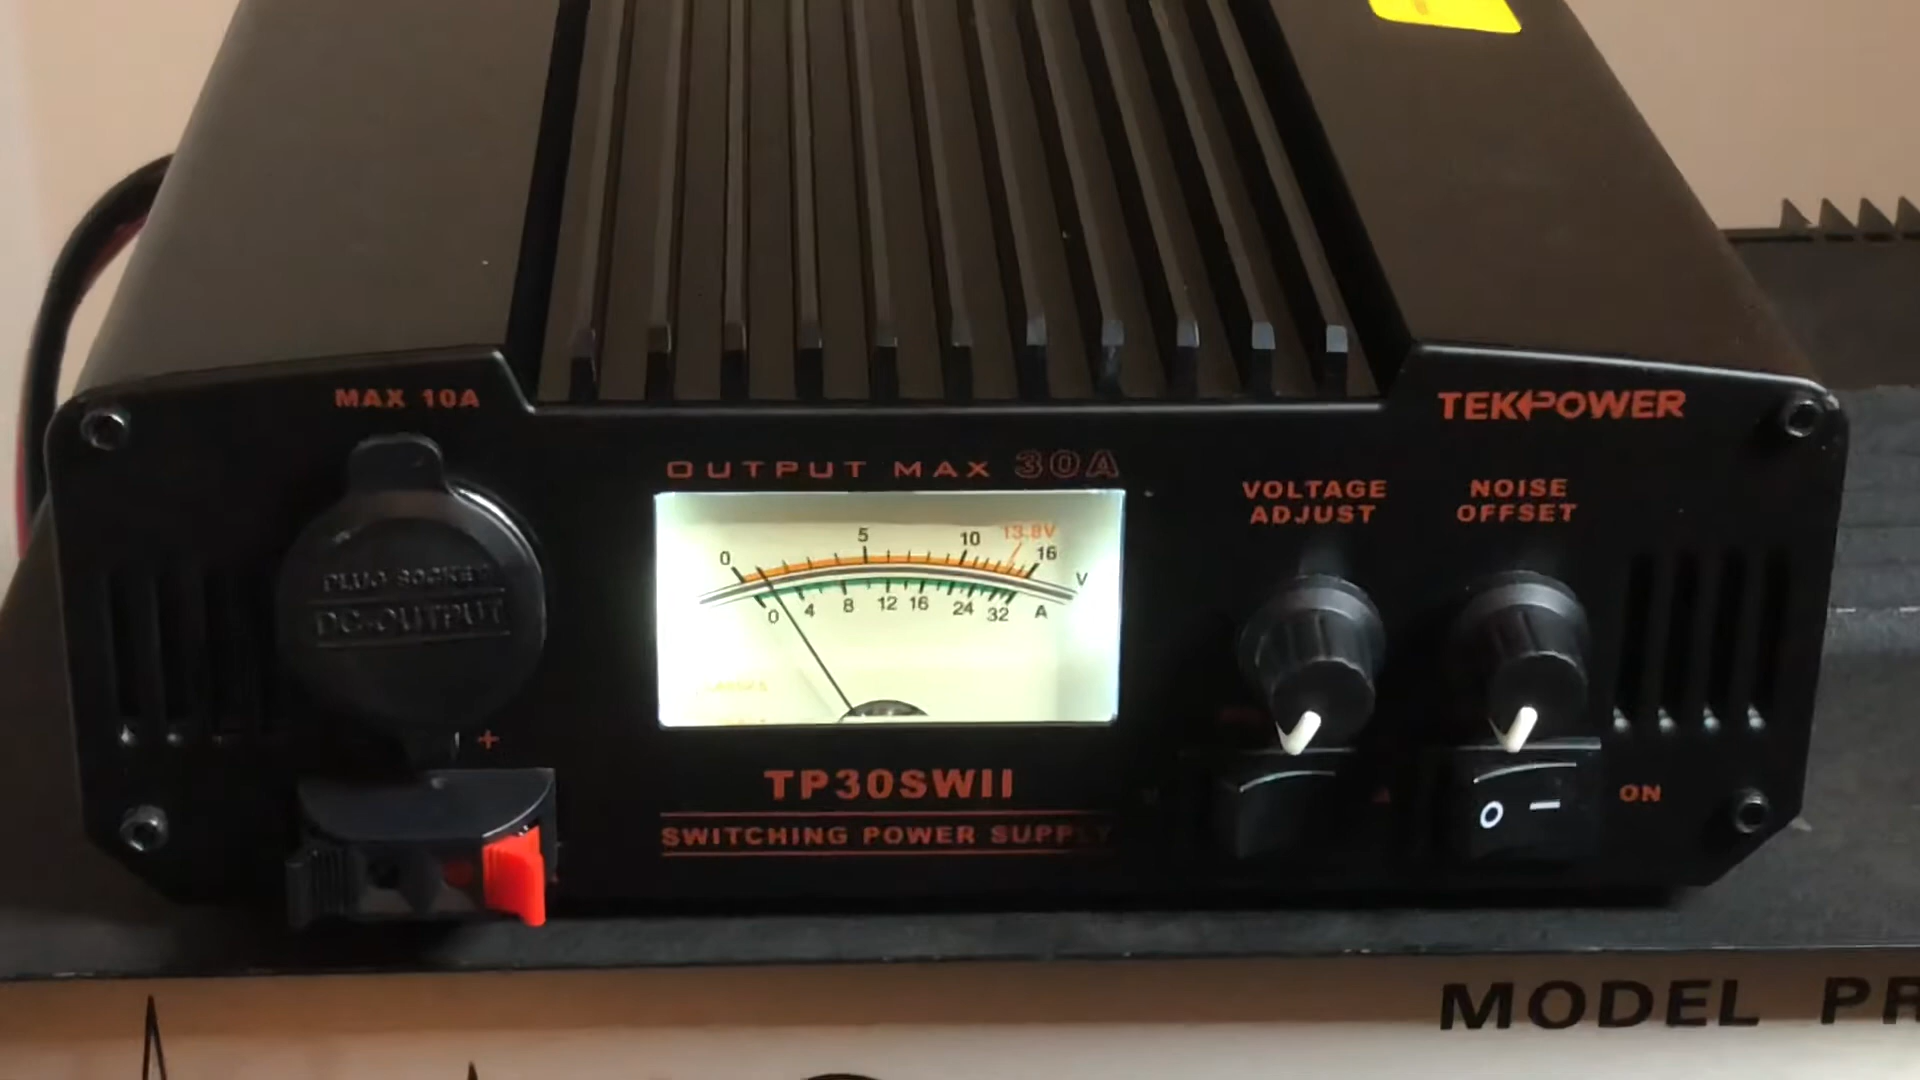 MAX 10A
TEKPOWER
OUTPUT MAX 30A
VOLTAGE
ADJUST
NOISE
OFFSET
13.8V
0 5 10 16 V
0 4 8 12 16 24 32 A
PLUG SOCKET
DC-OUTPUT
+
TP30SWII
SWITCHING POWER SUPPLY
A
O — ON
MODEL PR